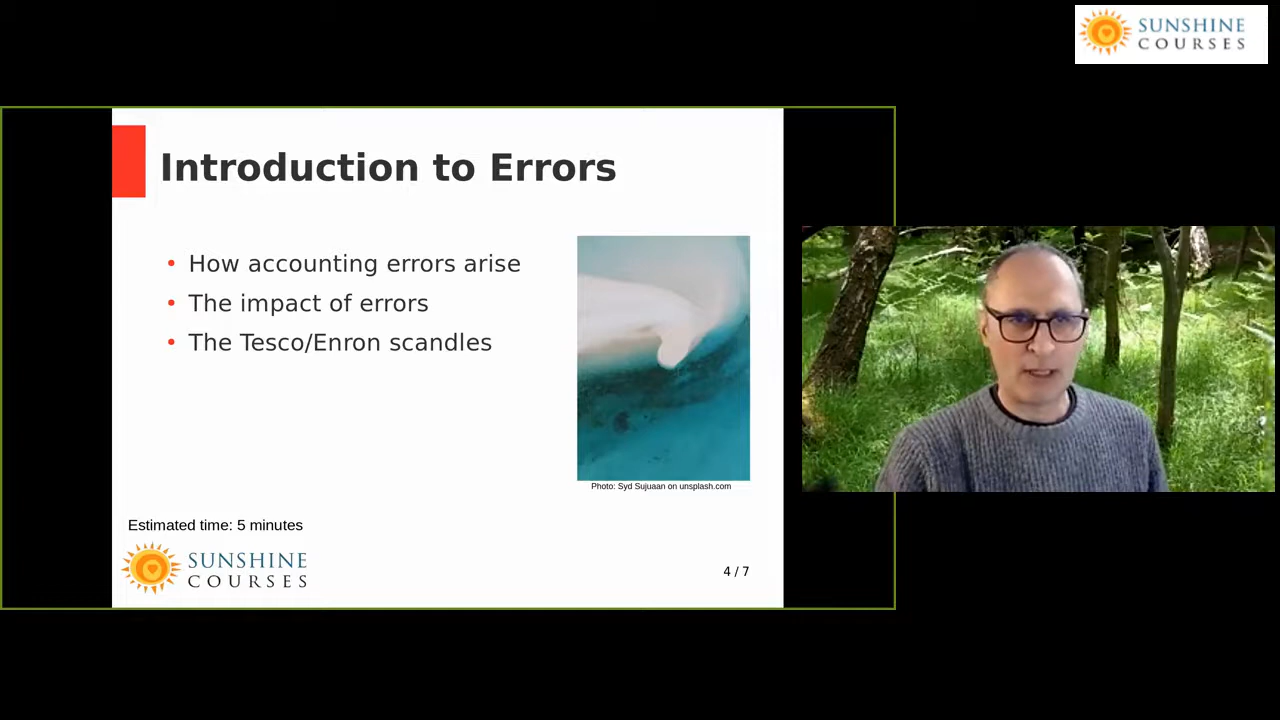 SUNSHINE
COURSES
Introduction to Errors
• How accounting errors arise
• The impact of errors
• The Tesco/Enron scandles
Photo: Syd Sujuaan on unsplash.com
Estimated time: 5 minutes
SUNSHINE
COURSES
4 / 7